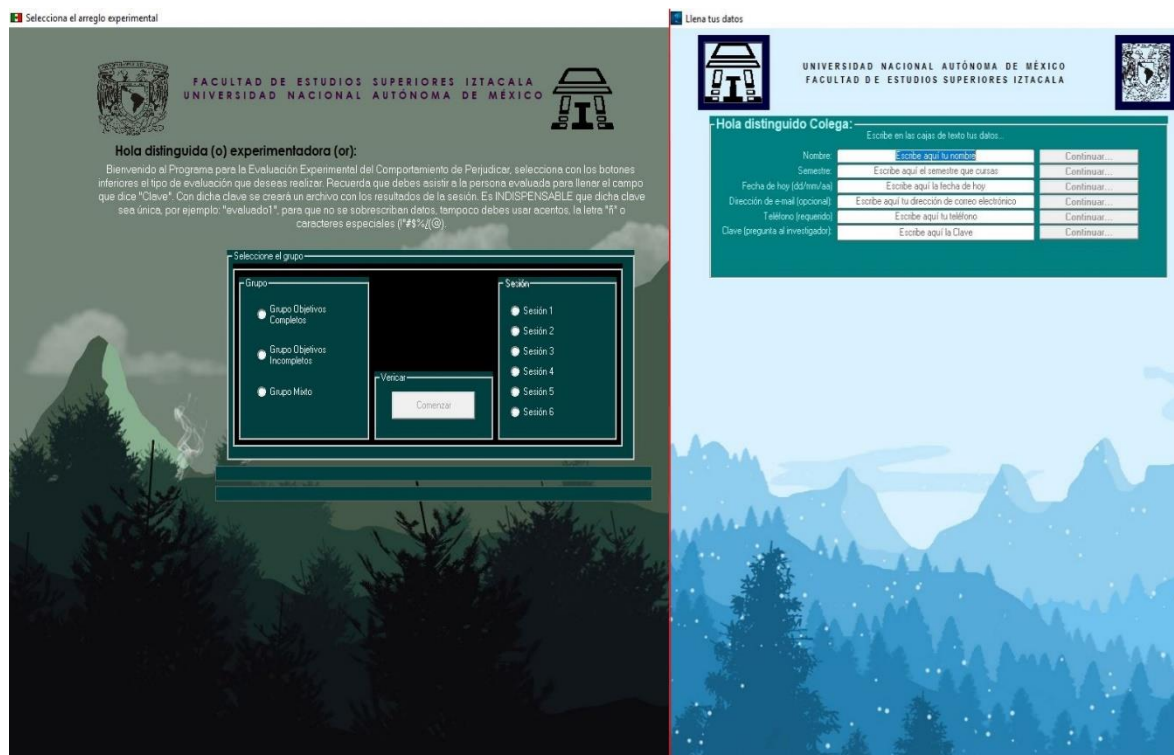 Selecciona el arreglo experimental
FACULTAD DE ESTUDIOS SUPERIORES IZTACALA
UNIVERSIDAD NACIONAL AUTÓNOMA DE MÉXICO
Hola distinguida (o) experimentadora (or):
Bienvenido al Programa para la Evaluación Experimental del Comportamiento de Perjudicar, selecciona con los botones
inferiores el tipo de evaluación que deseas realizar. Recuerda que debes asistir a la persona evaluada para llenar el campo
que dice "Clave". Con dicha clave se creará un archivo con los resultados de la sesión. Es INDISPENSABLE que dicha clave
sea única, por ejemplo: "evaluado1", para que no se sobrescriban datos, tampoco debes usar acentos, la letra "ñ" o
caracteres especiales (!"#$%/(@).
Seleccione el grupo
Grupo
Grupo Objetivos
Completos
Grupo Objetivos
Incompletos
Grupo Mixto
Vericar
Comenzar
Sesión
Sesión 1
Sesión 2
Sesión 3
Sesión 4
Sesión 5
Sesión 6
Llena tus datos
UNIVERSIDAD NACIONAL AUTÓNOMA DE MÉXICO
FACULTAD DE ESTUDIOS SUPERIORES IZTACALA
Hola distinguido Colega:
Escribe en las cajas de texto tus datos...
Nombre: Escribe aquí tu nombre Continuar...
Semestre: Escribe aquí el semestre que cursas Continuar...
Fecha de hoy (dd/mm/aa) Escribe aquí la fecha de hoy Continuar...
Dirección de e-mail (opcional): Escribe aquí tu dirección de correo electrónico Continuar...
Teléfono (requerido) Escribe aquí tu teléfono Continuar...
Clave (pregunta al investigador): Escribe aquí la Clave Continuar...